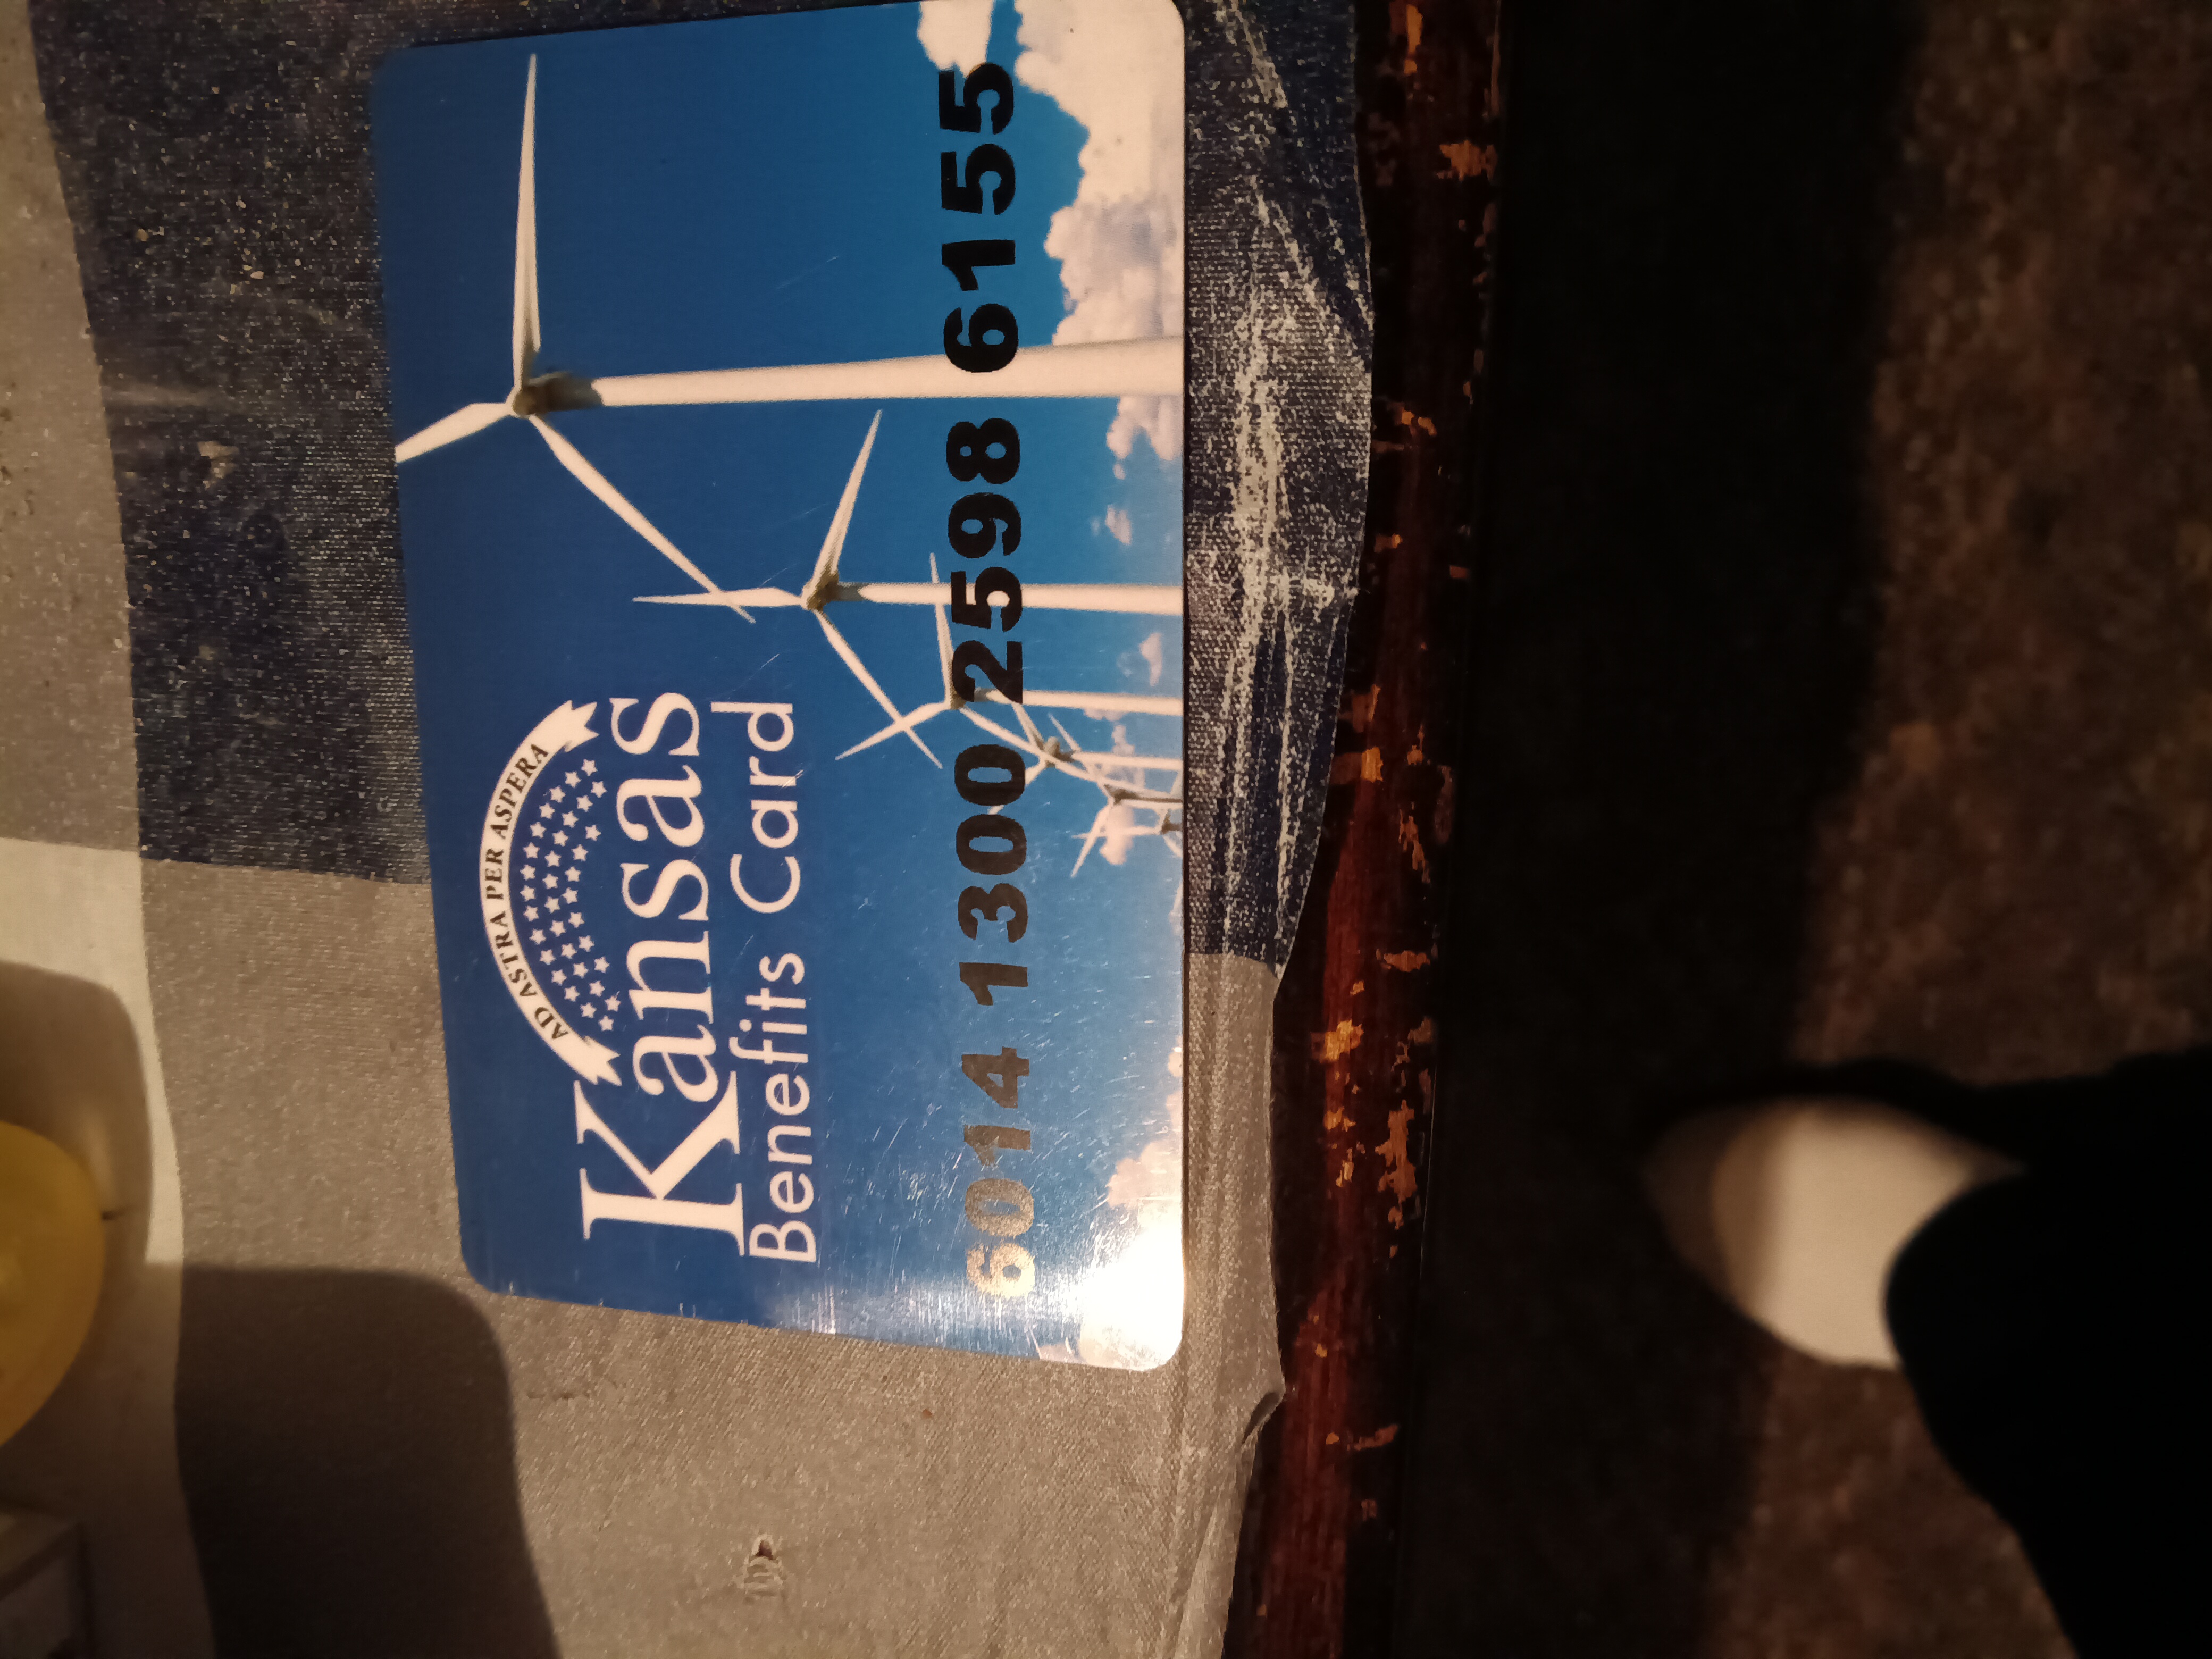 AD ASTRA PER ASPERA
Kansas
Benefits Card
6014 1300 2598 6155